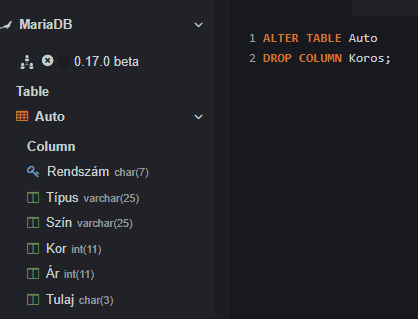 MariaDB
0.17.0 beta
Table
Auto
Column
Rendszám char(7)
Típus varchar(25)
Szín varchar(25)
Kor int(11)
Ár int(11)
Tulaj char(3)
1 ALTER TABLE Auto
2 DROP COLUMN Koros;